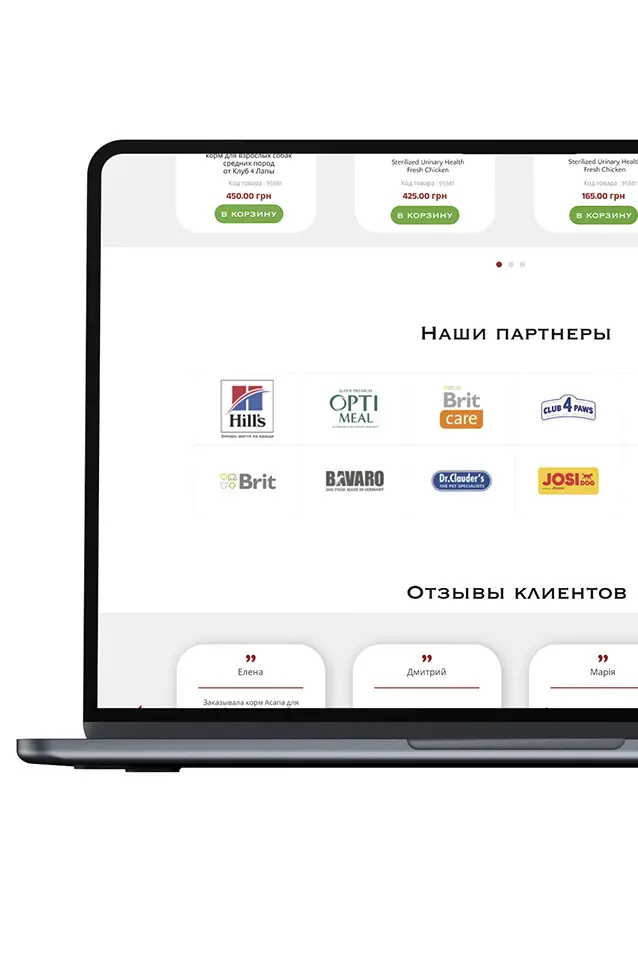 корм для взрослых собак
средних пород
от Клуб 4 Лапы
Код товара : 95581
450.00 грн
В КОРЗИНУ
Sterilized Urinary Health
Fresh Chicken
Код товара : 95581
425.00 грн
В КОРЗИНУ
Sterilized Urinary Health
Fresh Chicken
Код товара : 95581
165.00 грн
В КОРЗИНУ
Наши партнеры
Hill's
SUPER PREMIUM
OPTI
MEAL
Brit
care
CLUB 4 PAWS
Brit
BAVARO
DOG FOOD MADE IN GERMANY
Dr.Clauder's
THE PET SPECIALISTS
JOSI
DOG
Отзывы клиентов
”
Елена
Заказывала корм Acana для
”
Дмитрий
”
Марія